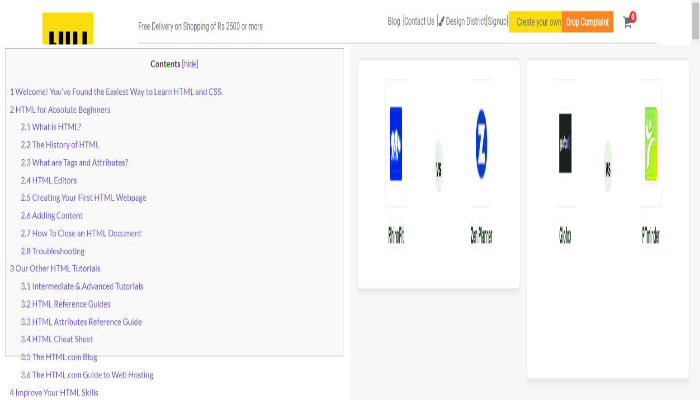 Free Delivery on Shopping of Rs 2500 or more
Blog |Contact Us | Design District|Signup|
Create your own
Drop Complaint
8
Contents [hide]
1 Welcome! You've Found the Easiest Way to Learn HTML and CSS.
2 HTML for Absolute Beginners
2.1 What is HTML?
2.2 The History of HTML
2.3 What are Tags and Attributes?
2.4 HTML Editors
2.5 Creating Your First HTML Webpage
2.6 Adding Content
2.7 How To Close an HTML Document
2.8 Troubleshooting
3 Our Other HTML Tutorials
3.1 Intermediate & Advanced Tutorials
3.2 HTML Reference Guides
3.3 HTML Attributes Reference Guide
3.4 HTML Cheat Sheet
3.5 The HTML.com Blog
3.6 The HTML.com Guide to Web Hosting
4 Improve Your HTML Skills
VS
Z
RhinoFit
Zen Planner
VS
Glofox
PTminder